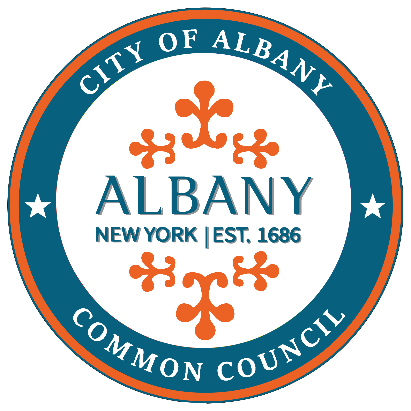 CITY OF ALBANY
ALBANY
NEW YORK | EST. 1686
COMMON COUNCIL